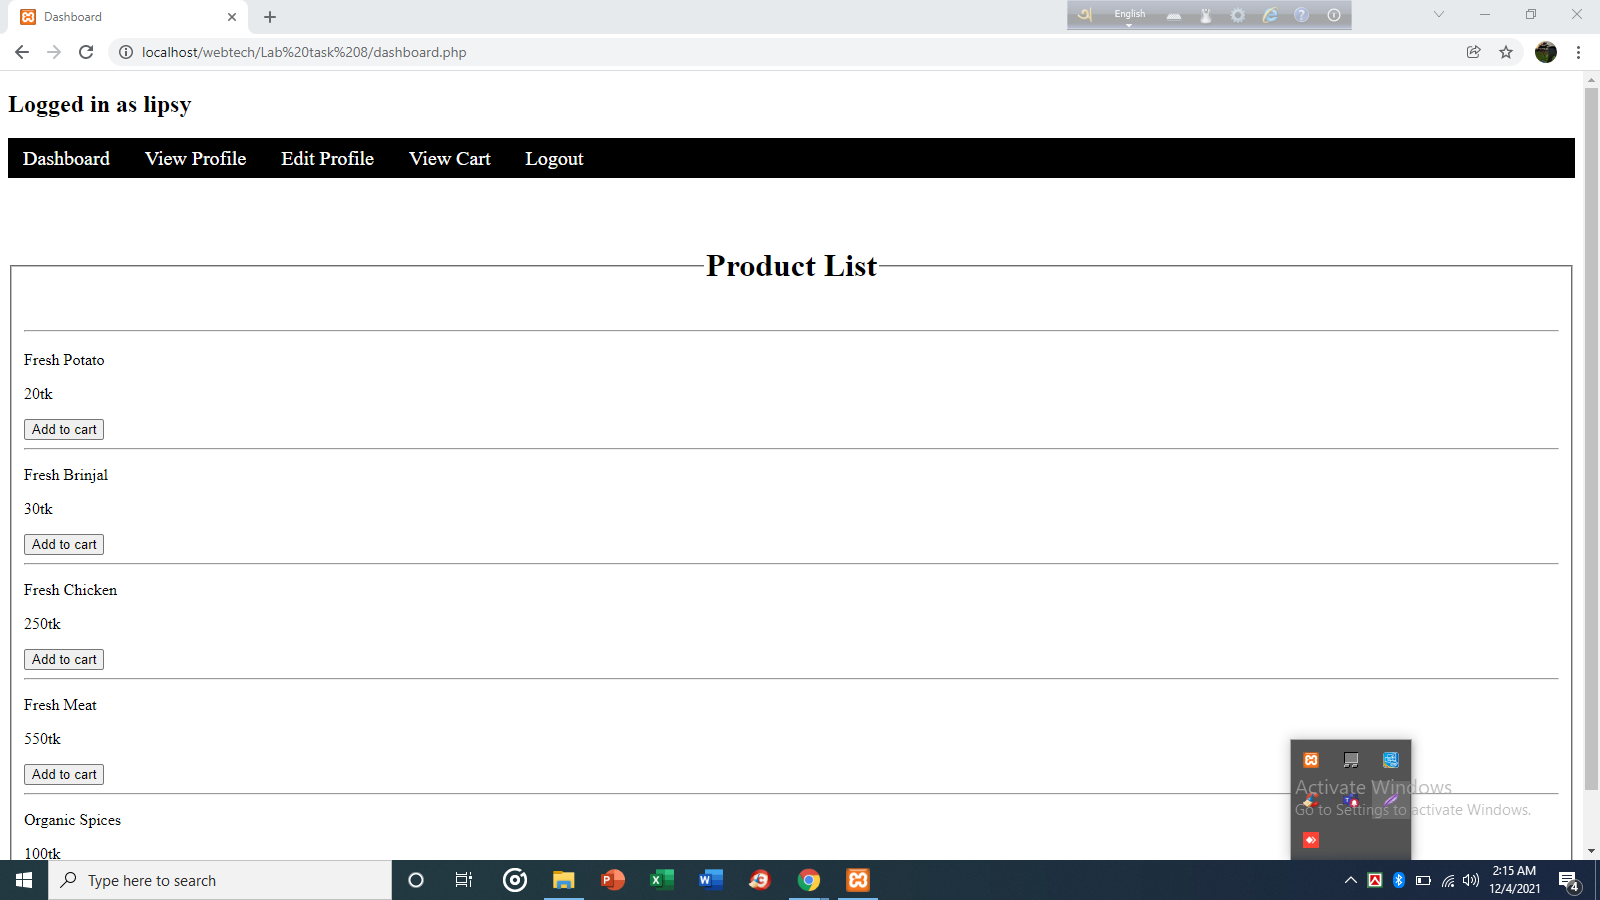 Dashboard
English
localhost/webtech/Lab%20task%208/dashboard.php
Logged in as lipsy
Dashboard View Profile Edit Profile View Cart Logout
Product List
Fresh Potato
20tk
Add to cart
Fresh Brinjal
30tk
Add to cart
Fresh Chicken
250tk
Add to cart
Fresh Meat
550tk
Add to cart
Organic Spices
100tk
Activate Windows
Go to Settings to activate Windows.
Type here to search
2:15 AM
12/4/2021
4